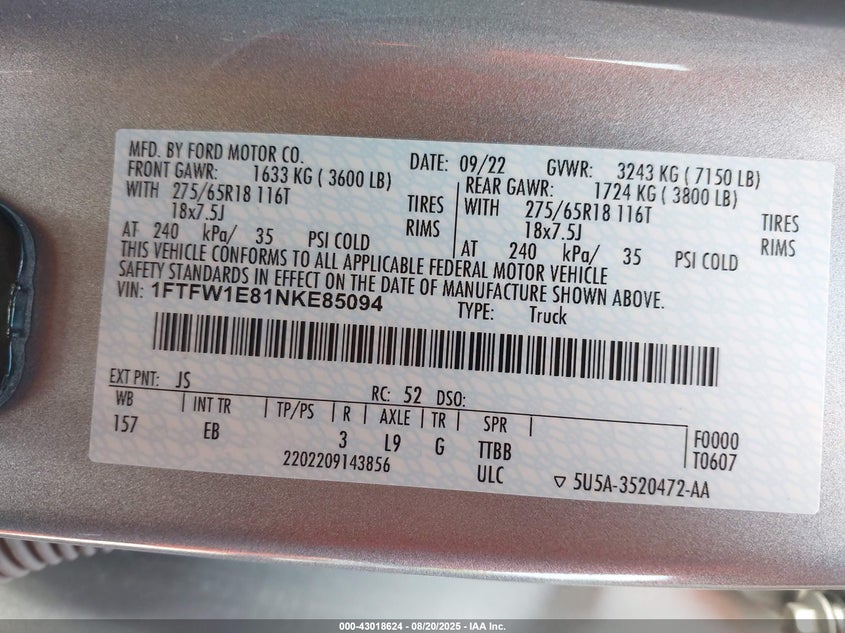 MFD. BY FORD MOTOR CO. DATE: 09/22 GVWR: 3243 KG ( 7150 LB)
FRONT GAWR: 1633 KG ( 3600 LB) REAR GAWR: 1724 KG ( 3800 LB)
WITH 275/65R18 116T TIRES WITH 275/65R18 116T TIRES
18x7.5J RIMS 18x7.5J RIMS
AT 240 kPa/ 35 PSI COLD AT 240 kPa/ 35 PSI COLD
THIS VEHICLE CONFORMS TO ALL APPLICABLE FEDERAL MOTOR VEHICLE
SAFETY STANDARDS IN EFFECT ON THE DATE OF MANUFACTURE SHOWN ABOVE.
VIN: 1FTFW1E81NKE85094 TYPE: Truck
EXT PNT: JS RC: 52 DSO:
WB | INT TR | TP/PS | R | AXLE | TR | SPR | F0000
157 EB 3 L9 G TTBB T0607
2202209143856 ULC ▽ 5U5A-3520472-AA
000-43018624 - 08/20/2025 - IAA Inc.